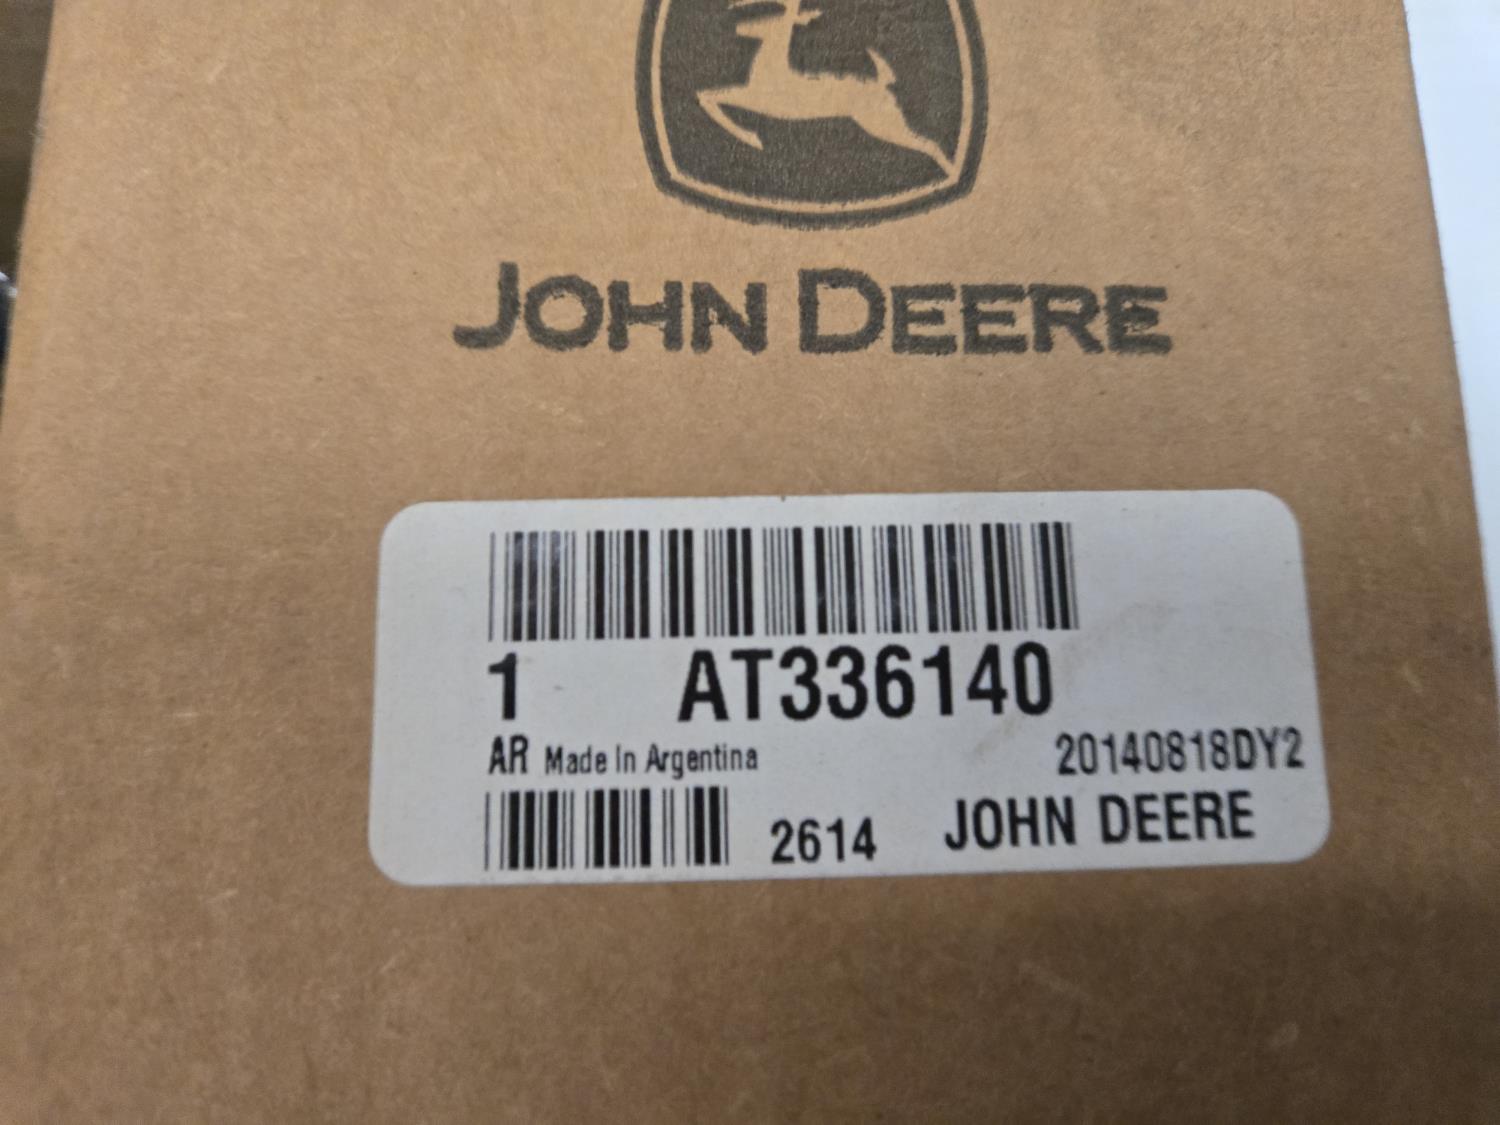 JOHN DEERE
1 AT336140
AR Made In Argentina 20140818DY2
2614 JOHN DEERE